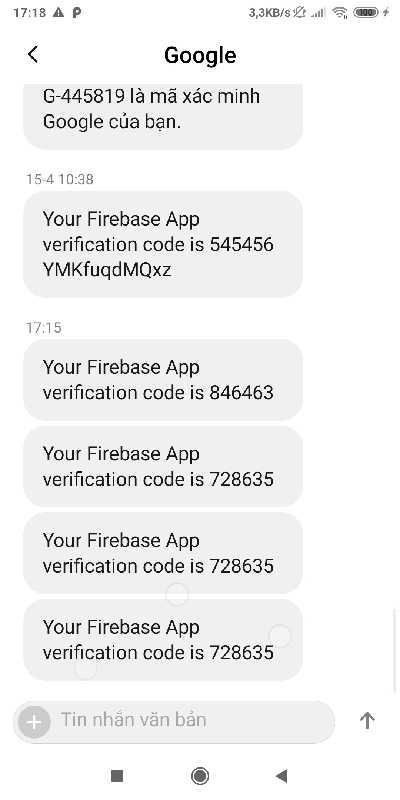 17:18
3,3KB/s
100
Google
G-445819 là mã xác minh
Google của bạn.
15-4 10:38
Your Firebase App
verification code is 545456
YMKfuqdMQxz
17:15
Your Firebase App
verification code is 846463
Your Firebase App
verification code is 728635
Your Firebase App
verification code is 728635
Your Firebase App
verification code is 728635
Tin nhắn văn bản